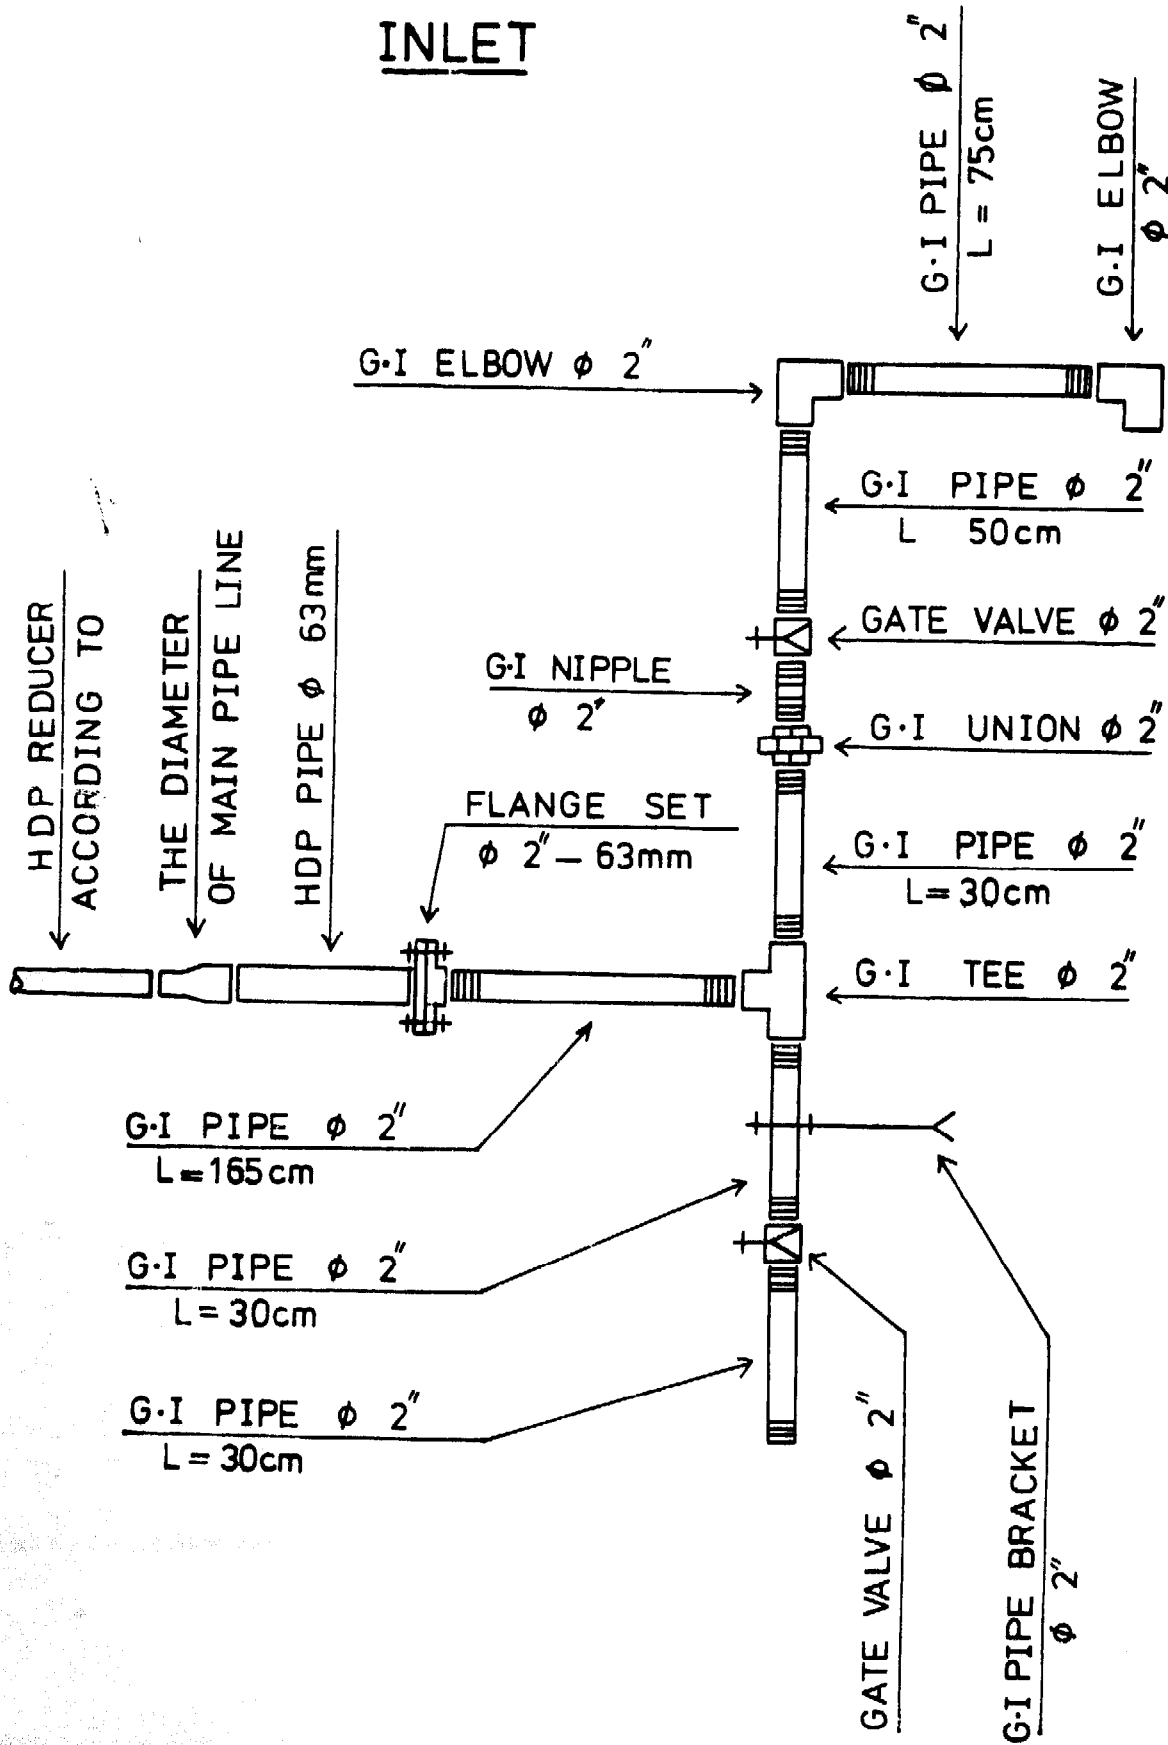 INLET
G·I PIPE ϕ 2"
L = 75cm
G·I ELBOW
ϕ 2"
G·I ELBOW ϕ 2"
G·I PIPE ϕ 2"
L 50cm
GATE VALVE ϕ 2"
G·I NIPPLE
ϕ 2"
G·I UNION ϕ 2"
HDP REDUCER
ACCORDING TO
THE DIAMETER
OF MAIN PIPE LINE
HDP PIPE ϕ 63mm
FLANGE SET
ϕ 2" – 63mm
G·I PIPE ϕ 2"
L=30cm
G·I TEE ϕ 2"
G·I PIPE ϕ 2"
L=165cm
G·I PIPE ϕ 2"
L=30cm
G·I PIPE ϕ 2"
L=30cm
GATE VALVE ϕ 2"
G·I PIPE BRACKET
ϕ 2"